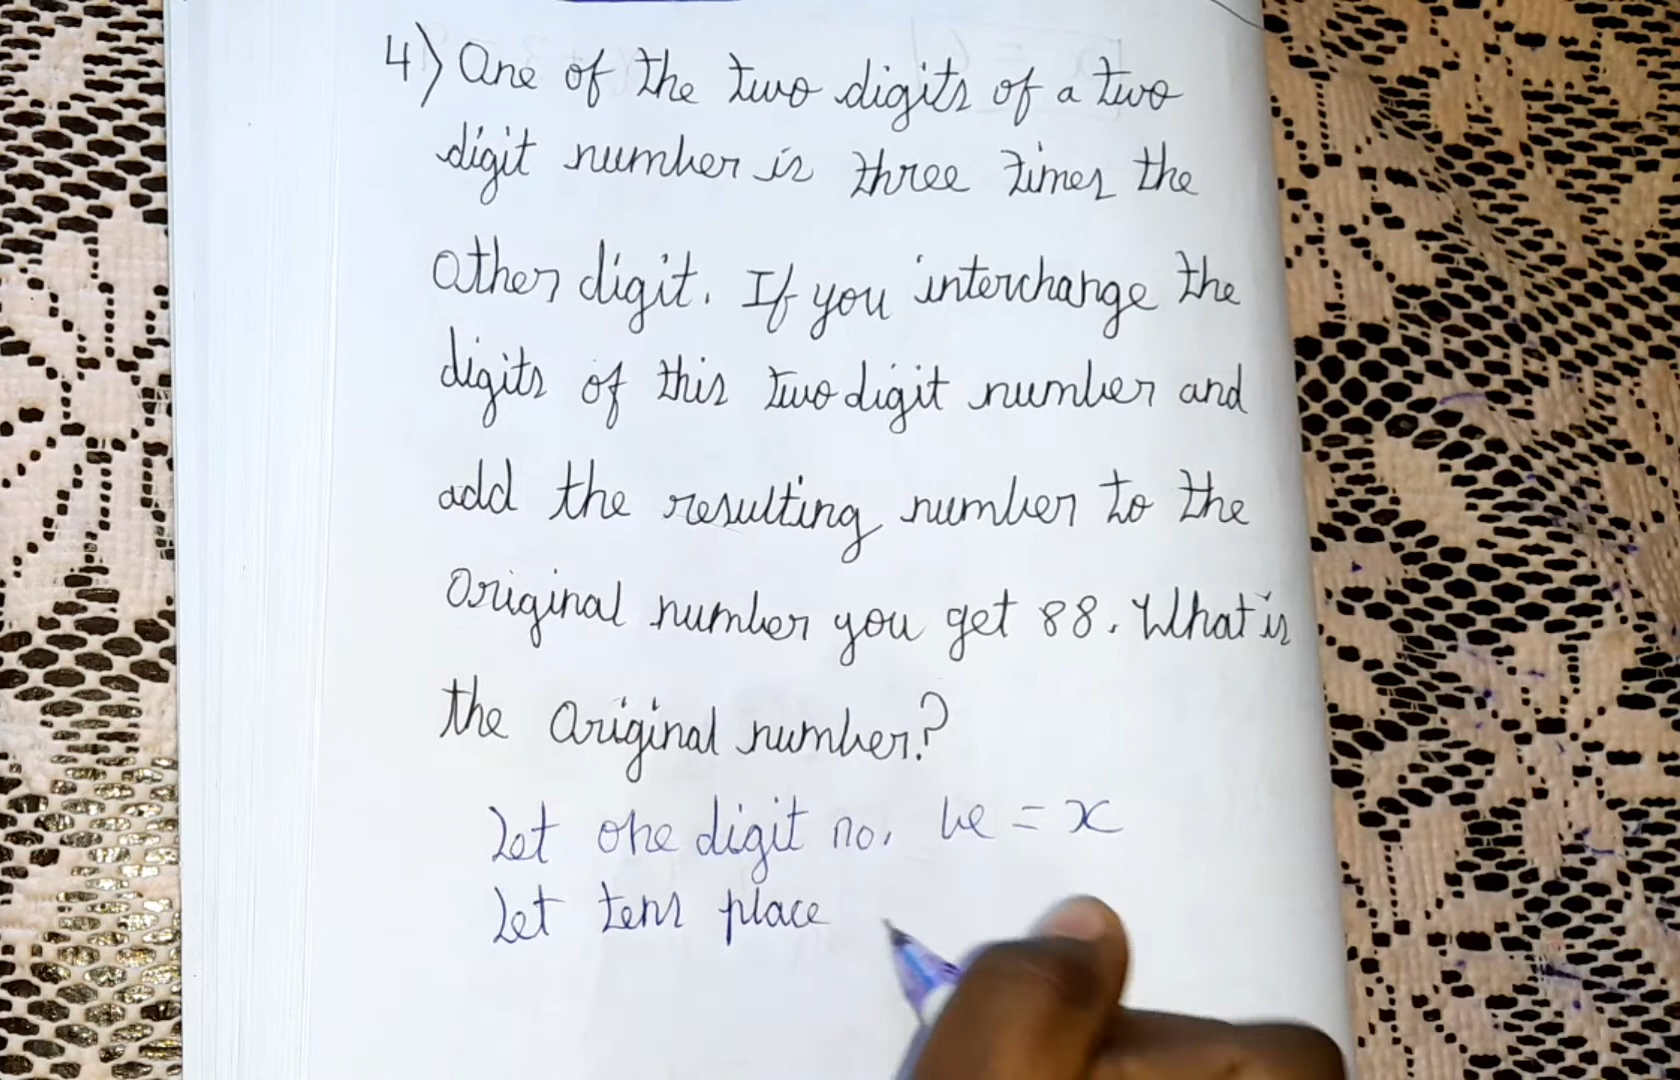 4) One of the two digits of a two
digit number is three times the
other digit. If you interchange the
digits of this two digit number and
add the resulting number to the
original number you get 88. What is
the original number?
Let one digit no. be = x
Let tens place